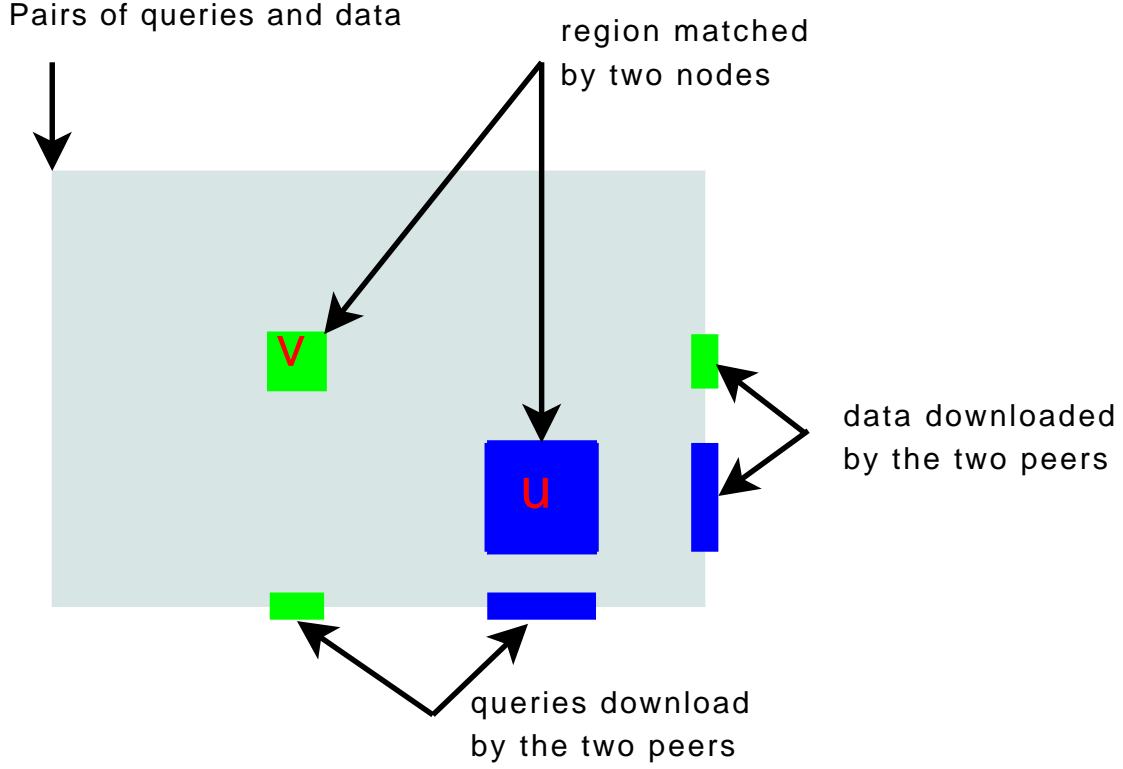 Pairs of queries and data
region matched
by two nodes
v
data downloaded
by the two peers
u
queries download
by the two peers